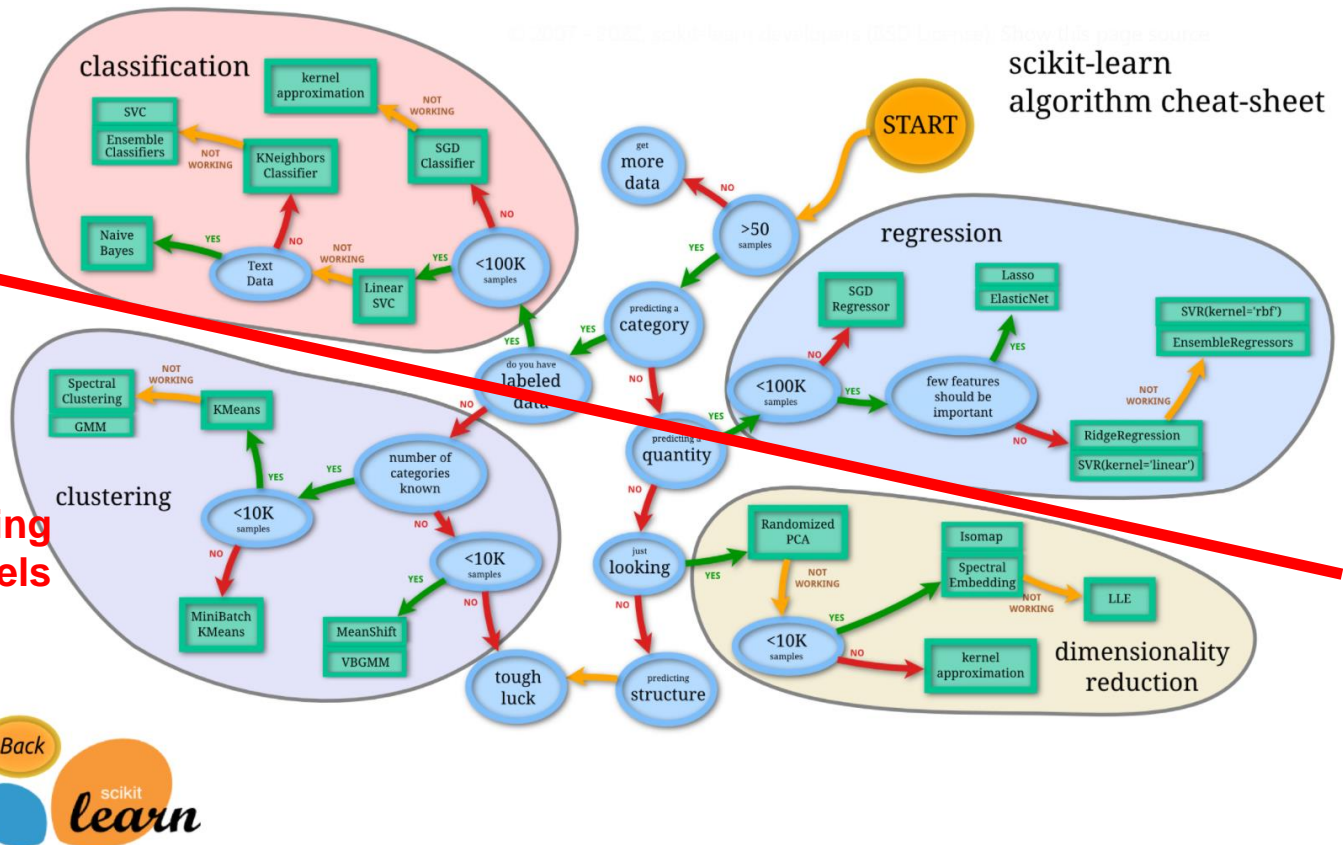 scikit-learn
algorithm cheat-sheet
START
classification
kernel
approximation
NOT
WORKING
SVC
Ensemble
Classifiers
NOT
WORKING
KNeighbors
Classifier
SGD
Classifier
NO
Naive
Bayes
YES
Text
Data
NO
NOT
WORKING
Linear
SVC
YES
<100K
samples
YES
get
more
data
NO
>50
samples
YES
predicting a
category
YES
NO
do you have
labeled
data
NO
predicting a
quantity
YES
NO
just
looking
YES
NO
predicting
structure
tough
luck
regression
SGD
Regressor
NO
<100K
samples
YES
Lasso
ElasticNet
YES
few features
should be
important
NO
SVR(kernel='rbf')
EnsembleRegressors
NOT
WORKING
RidgeRegression
SVR(kernel='linear')
clustering
Spectral
Clustering
GMM
NOT
WORKING
KMeans
YES
number of
categories
known
YES
NO
<10K
samples
NO
MiniBatch
KMeans
<10K
samples
YES
NO
MeanShift
VBGMM
ing
els
dimensionality
reduction
Randomized
PCA
NOT
WORKING
<10K
samples
YES
NO
Isomap
Spectral
Embedding
NOT
WORKING
LLE
kernel
approximation
Back
scikit
learn